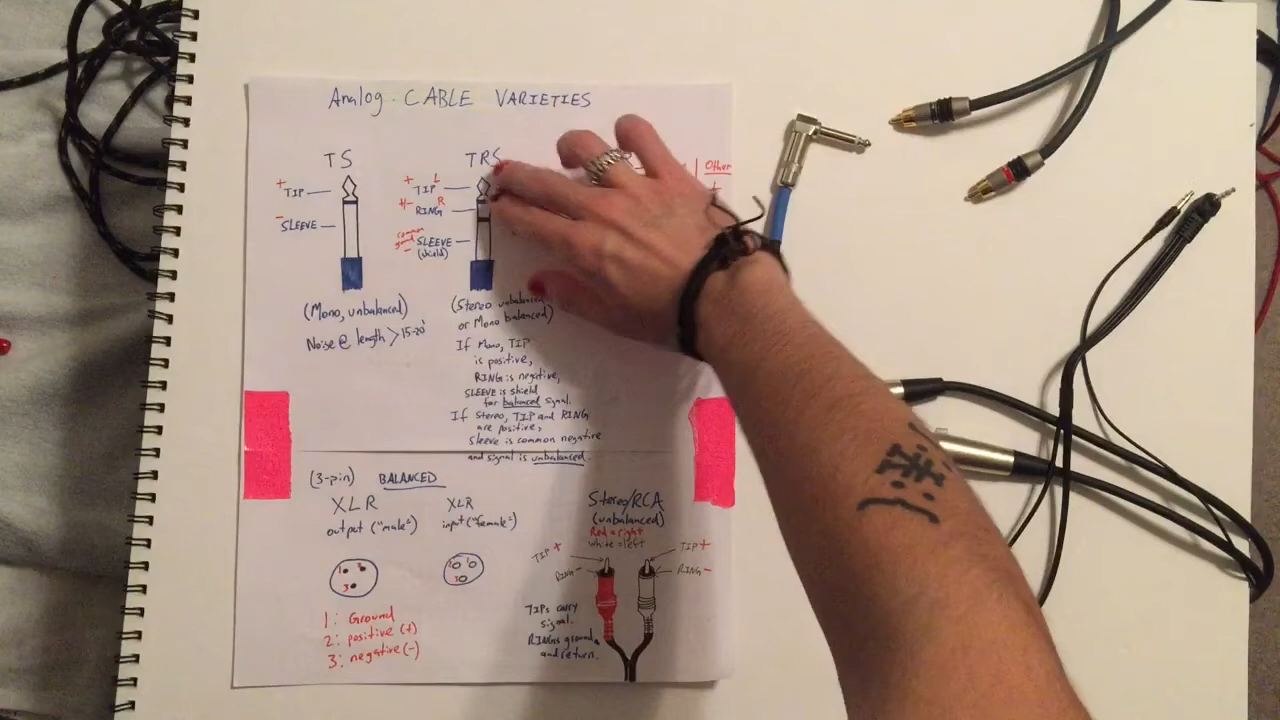 Analog CABLE VARIETIES
TS
+ TIP
- SLEEVE
(Mono, unbalanced)
Noise @ length > 15-20'
TRS
+ TIP L
+/- RING R
common
ground
- SLEEVE
(shield)
(Stereo unbalanced
or Mono balanced)
If Mono, TIP
is positive,
RING is negative,
SLEEVE is shield
for balanced signal.
If Stereo, TIP and RING
are positive,
Sleeve is common negative
and signal is unbalanced.
Other
+
(3-pin) BALANCED
XLR
output ("male")
3
1: Ground
2: positive (+)
3: negative (-)
XLR
input ("female")
Stereo/RCA
(unbalanced)
Red = right
white = left
TIP +
RING -
TIP +
RING -
TIPs carry
signal.
RINGs ground
and return.